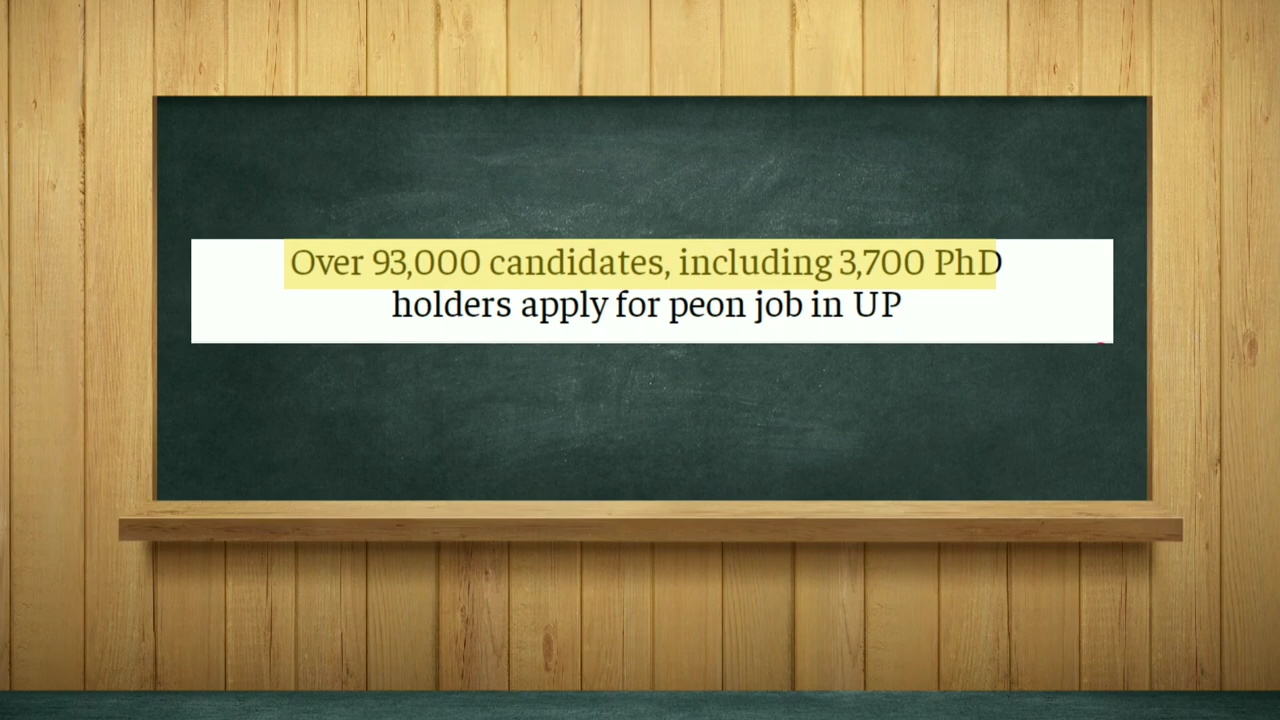 Over 93,000 candidates, including 3,700 PhD
holders apply for peon job in UP